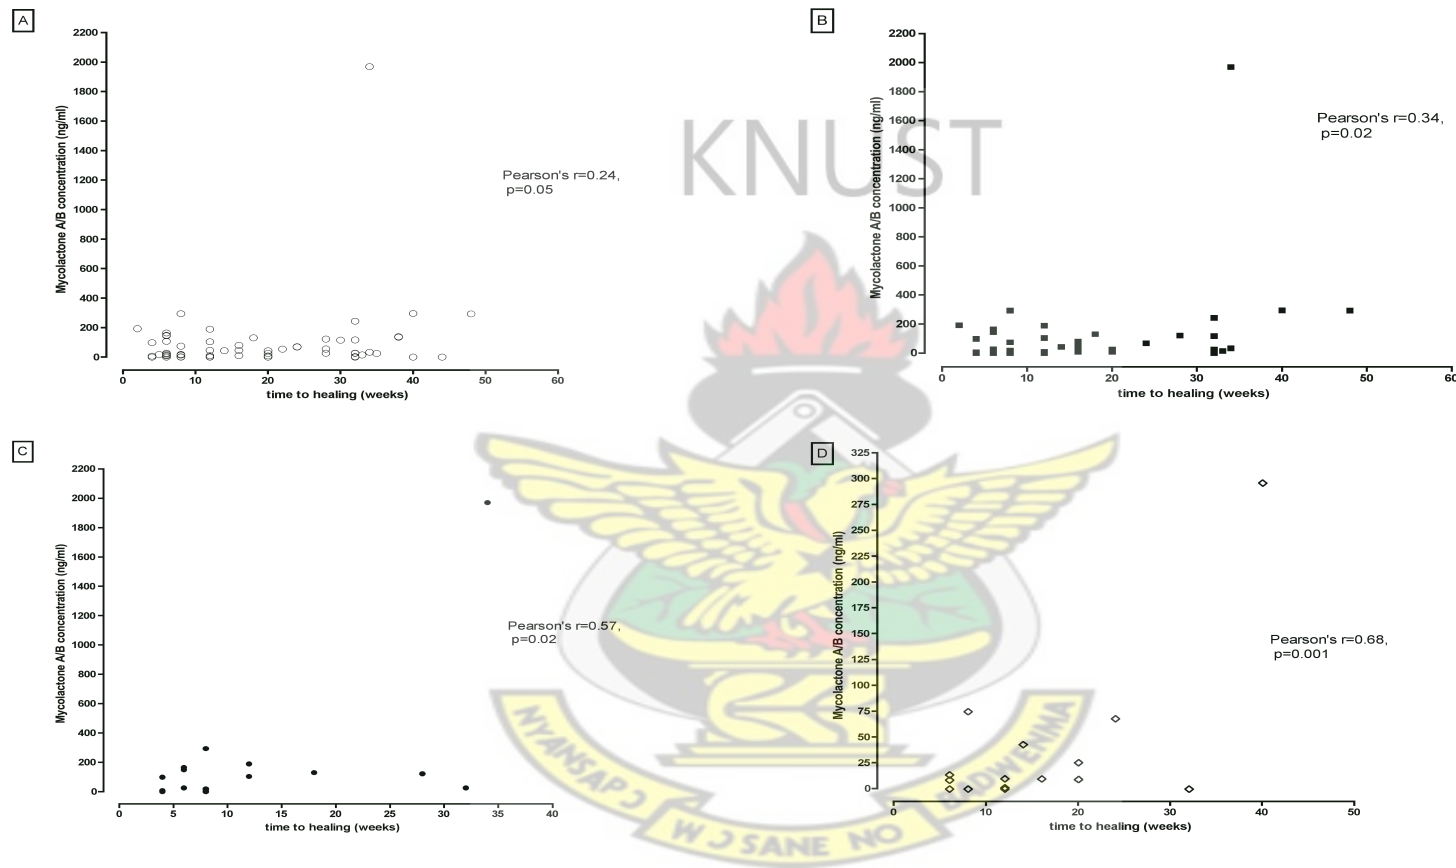 A
2200
2000
1800
1600
1400
1200
1000
800
600
400
200
0
Mycolactone A/B concentration (ng/ml)
0 10 20 30 40 50 60
time to healing (weeks)
Pearson's r=0.24,
p=0.05
B
2200
2000
1800
1600
1400
1200
1000
800
600
400
200
0
Mycolactone A/B concentration (ng/ml)
0 10 20 30 40 50 60
time to healing (weeks)
Pearson's r=0.34,
p=0.02
KNUST
C
2200
2000
1800
1600
1400
1200
1000
800
600
400
200
0
Mycolactone A/B concentration (ng/ml)
0 5 10 15 20 25 30 35 40
time to healing (weeks)
Pearson's r=0.57,
p=0.02
D
325
300
275
250
225
200
175
150
125
100
75
50
25
0
Mycolactone A/B concentration (ng/ml)
0 10 20 30 40 50
time to healing (weeks)
Pearson's r=0.68,
p=0.001
NYANSAPƆ
WƆSANE NO
BADWENMA